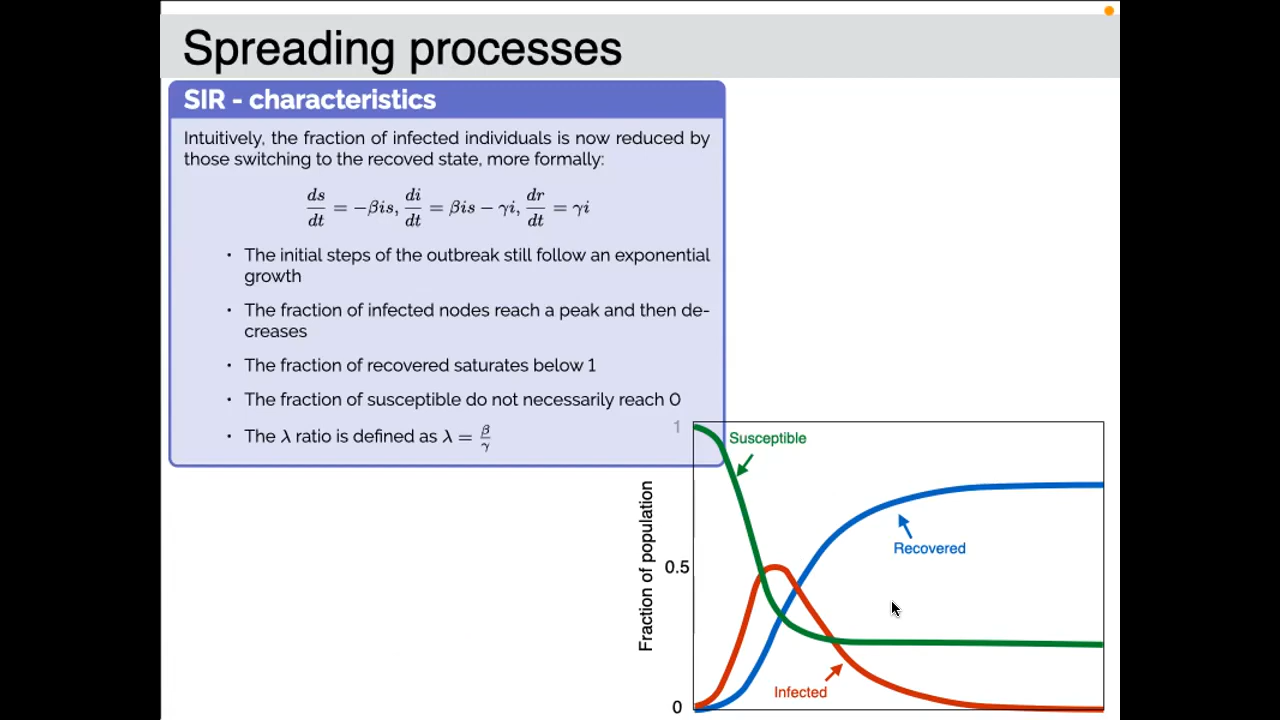 Spreading processes
SIR - characteristics
Intuitively, the fraction of infected individuals is now reduced by
those switching to the recoved state, more formally:
ds/dt = −βis, di/dt = βis − γi, dr/dt = γi
· The initial steps of the outbreak still follow an exponential
growth
· The fraction of infected nodes reach a peak and then de-
creases
· The fraction of recovered saturates below 1
· The fraction of susceptible do not necessarily reach 0
· The λ ratio is defined as λ = β/γ
1
Susceptible
Recovered
0.5
Fraction of population
Infected
0